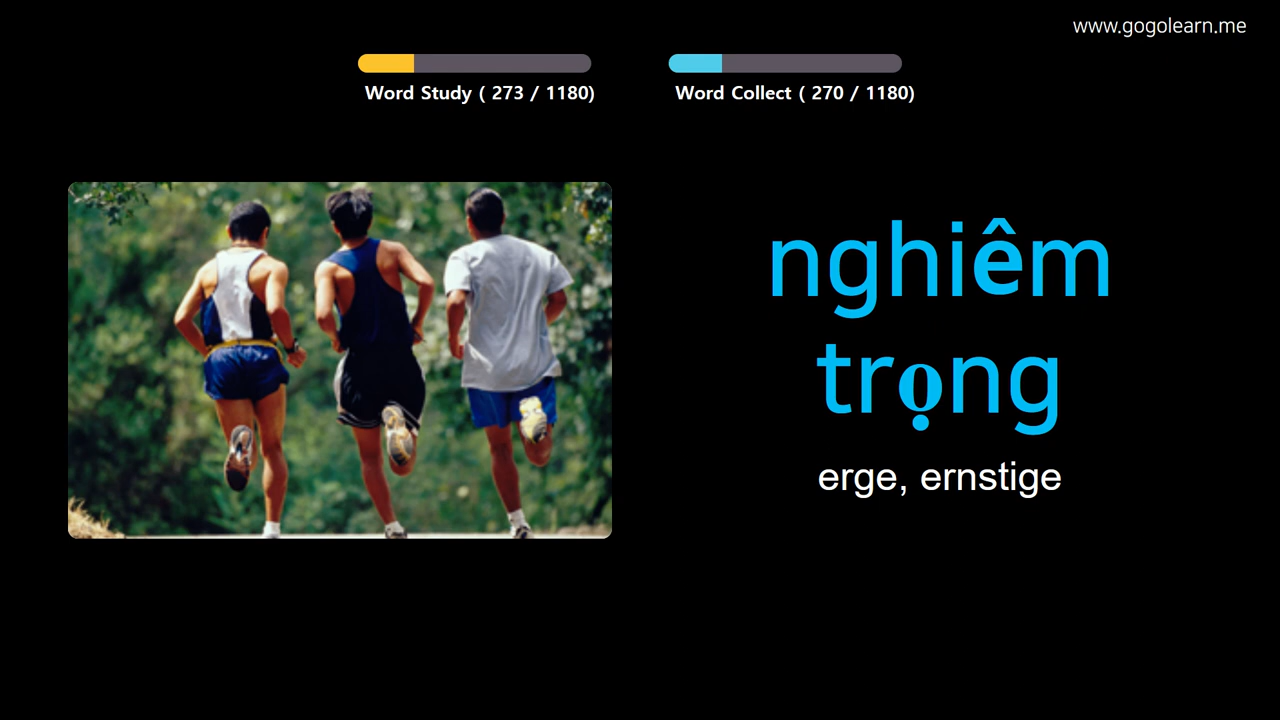 www.gogolearn.me
Word Study ( 273 / 1180)
Word Collect ( 270 / 1180)
nghiêm
trọng
erge, ernstige